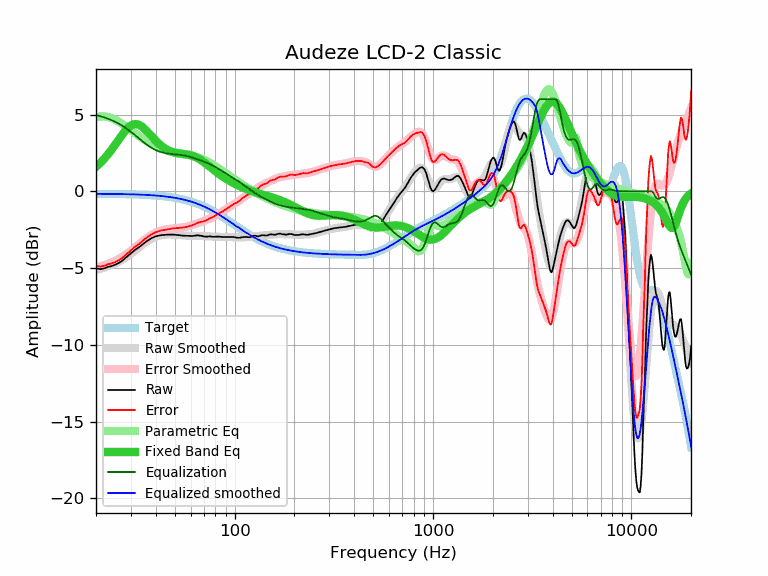 Audeze LCD-2 Classic
Amplitude (dBr)
5
0
−5
−10
−15
−20
Target
Raw Smoothed
Error Smoothed
Raw
Error
Parametric Eq
Fixed Band Eq
Equalization
Equalized smoothed
100
1000
10000
Frequency (Hz)